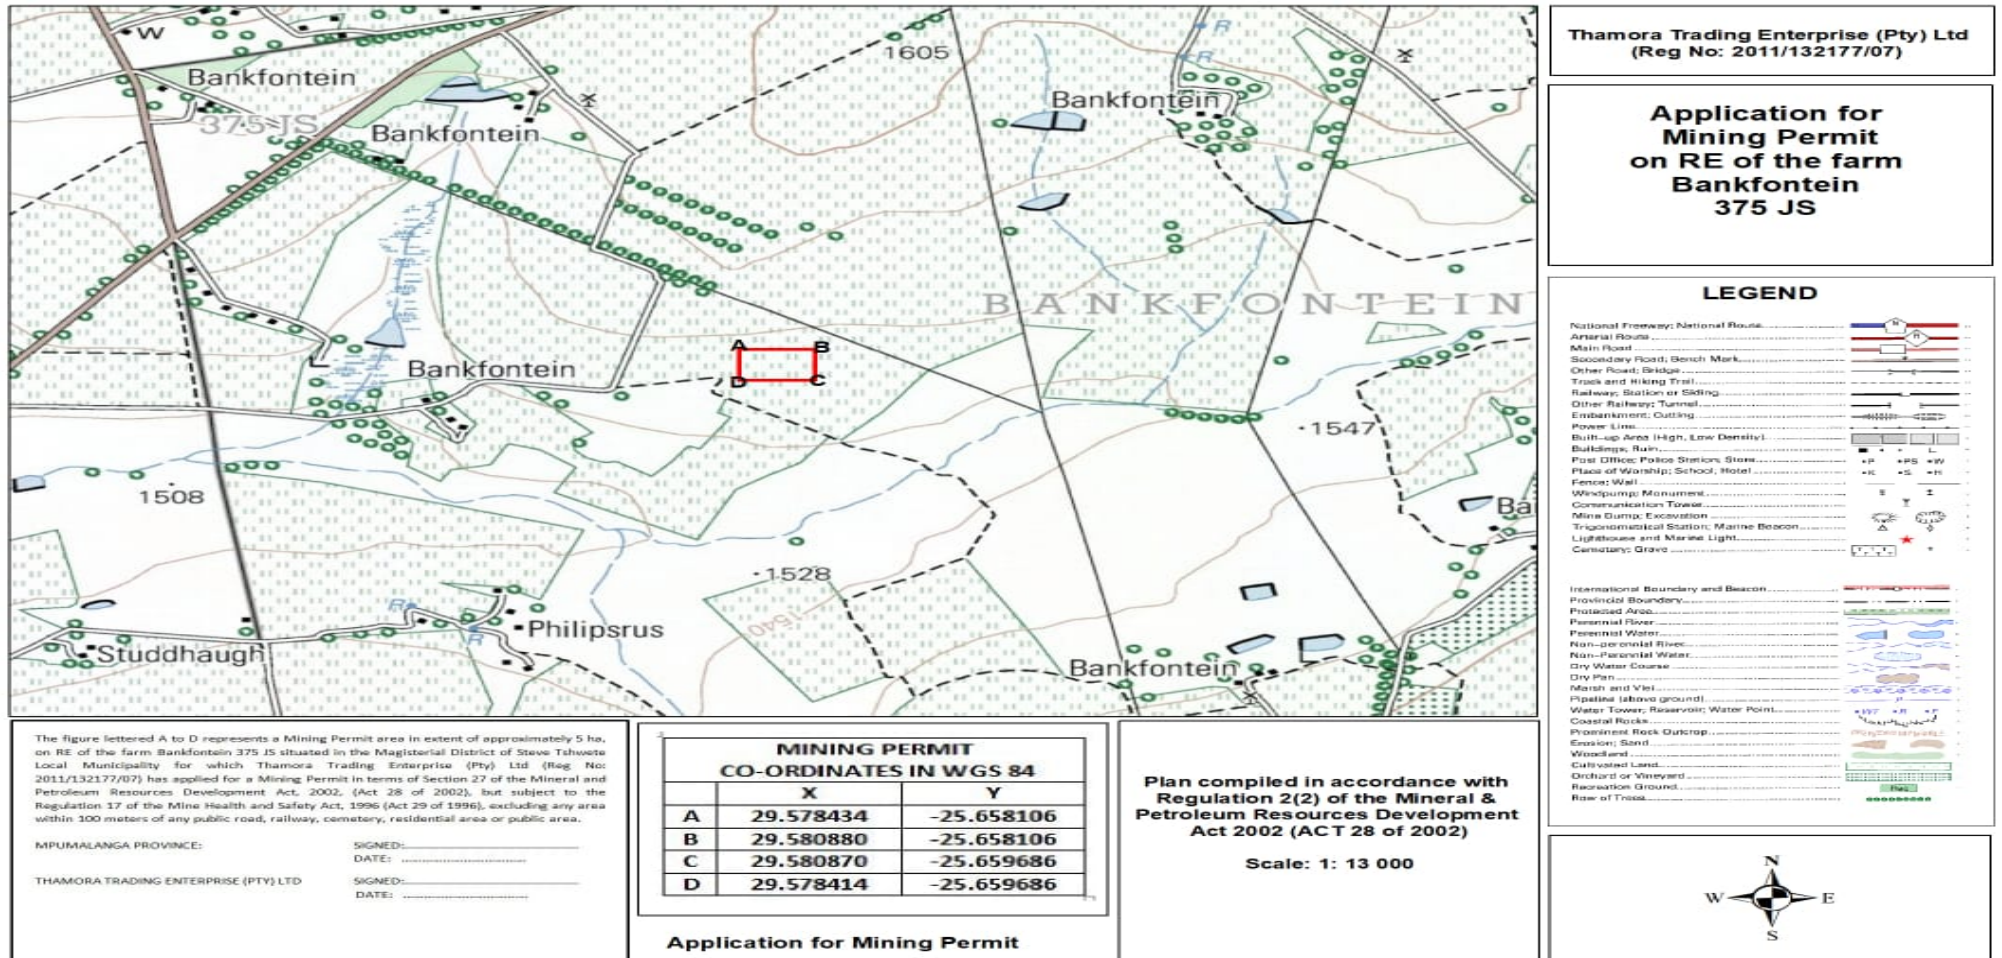 W
Bankfontein
375 JS
Bankfontein
1605
R
R
Bankfontein
BANKFONTEIN
A
B
D
C
Bankfontein
1547
1508
Ba
1528
1540
R
R
Philipsrus
Studdhaugh
Bankfontein
Thamora Trading Enterprise (Pty) Ltd
(Reg No: 2011/132177/07)
Application for
Mining Permit
on RE of the farm
Bankfontein
375 JS
LEGEND
National Freeway; National Route
Arterial Route
Main Road
Secondary Road; Bench Mark
Other Road; Bridge
Track and Hiking Trail
Railway; Station or Siding
Other Railway; Tunnel
Embankment; Cutting
Power Line
Built-up Area (High, Low Density)
Buildings; Ruin
Post Office; Police Station; Store
•P •PS •W
Place of Worship; School; Hotel
•K •S •H
Fence; Wall
Windpump; Monument
Communication Tower
Mine Dump; Excavation
Trigonometrical Station; Marine Beacon
Lighthouse and Marine Light
Cemetery; Grave
International Boundary and Beacon
Provincial Boundary
Protected Area
Perennial River
Perennial Water
Non-perennial River
Non-Perennial Water
Dry Water Course
Dry Pan
Marsh and Vlei
Pipeline (above ground)
Water Tower; Reservoir; Water Point
Coastal Rocks
Prominent Rock Outcrop
Erosion; Sand
Woodland
Cultivated Land
Orchard or Vineyard
Recreation Ground
Row of Trees
The figure lettered A to D represents a Mining Permit area in extent of approximately 5 ha,
on RE of the farm Bankfontein 375 JS situated in the Magisterial District of Steve Tshwete
Local Municipality for which Thamora Trading Enterprise (Pty) Ltd (Reg No:
2011/132177/07) has applied for a Mining Permit in terms of Section 27 of the Mineral and
Petroleum Resources Development Act, 2002, (Act 28 of 2002), but subject to the
Regulation 17 of the Mine Health and Safety Act, 1996 (Act 29 of 1996), excluding any area
within 100 meters of any public road, railway, cemetery, residential area or public area.
MPUMALANGA PROVINCE: SIGNED:
DATE:
THAMORA TRADING ENTERPRISE (PTY) LTD SIGNED:
DATE:
MINING PERMIT
CO-ORDINATES IN WGS 84
X Y
A 29.578434 -25.658106
B 29.580880 -25.658106
C 29.580870 -25.659686
D 29.578414 -25.659686
Application for Mining Permit
Plan compiled in accordance with
Regulation 2(2) of the Mineral &
Petroleum Resources Development
Act 2002 (ACT 28 of 2002)
Scale: 1: 13 000
N
W E
S